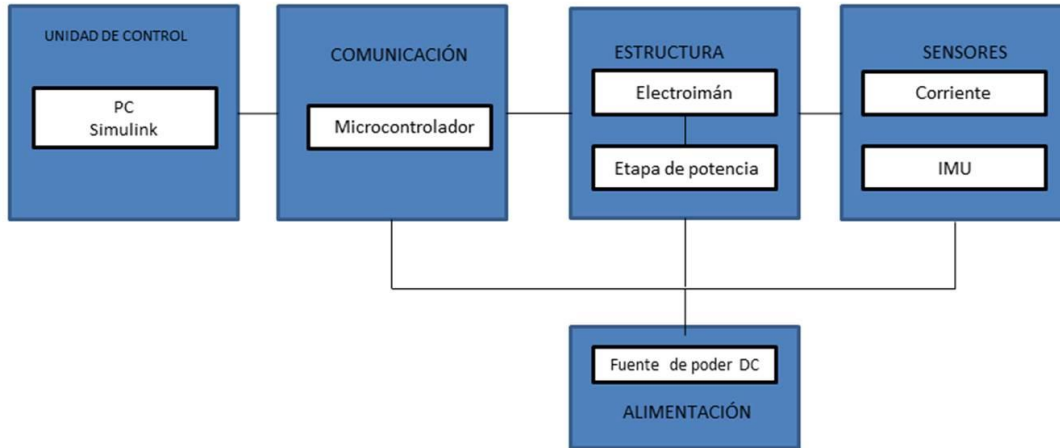 UNIDAD DE CONTROL
PC
Simulink
COMUNICACIÓN
Microcontrolador
ESTRUCTURA
Electroimán
Etapa de potencia
SENSORES
Corriente
IMU
Fuente de poder DC
ALIMENTACIÓN